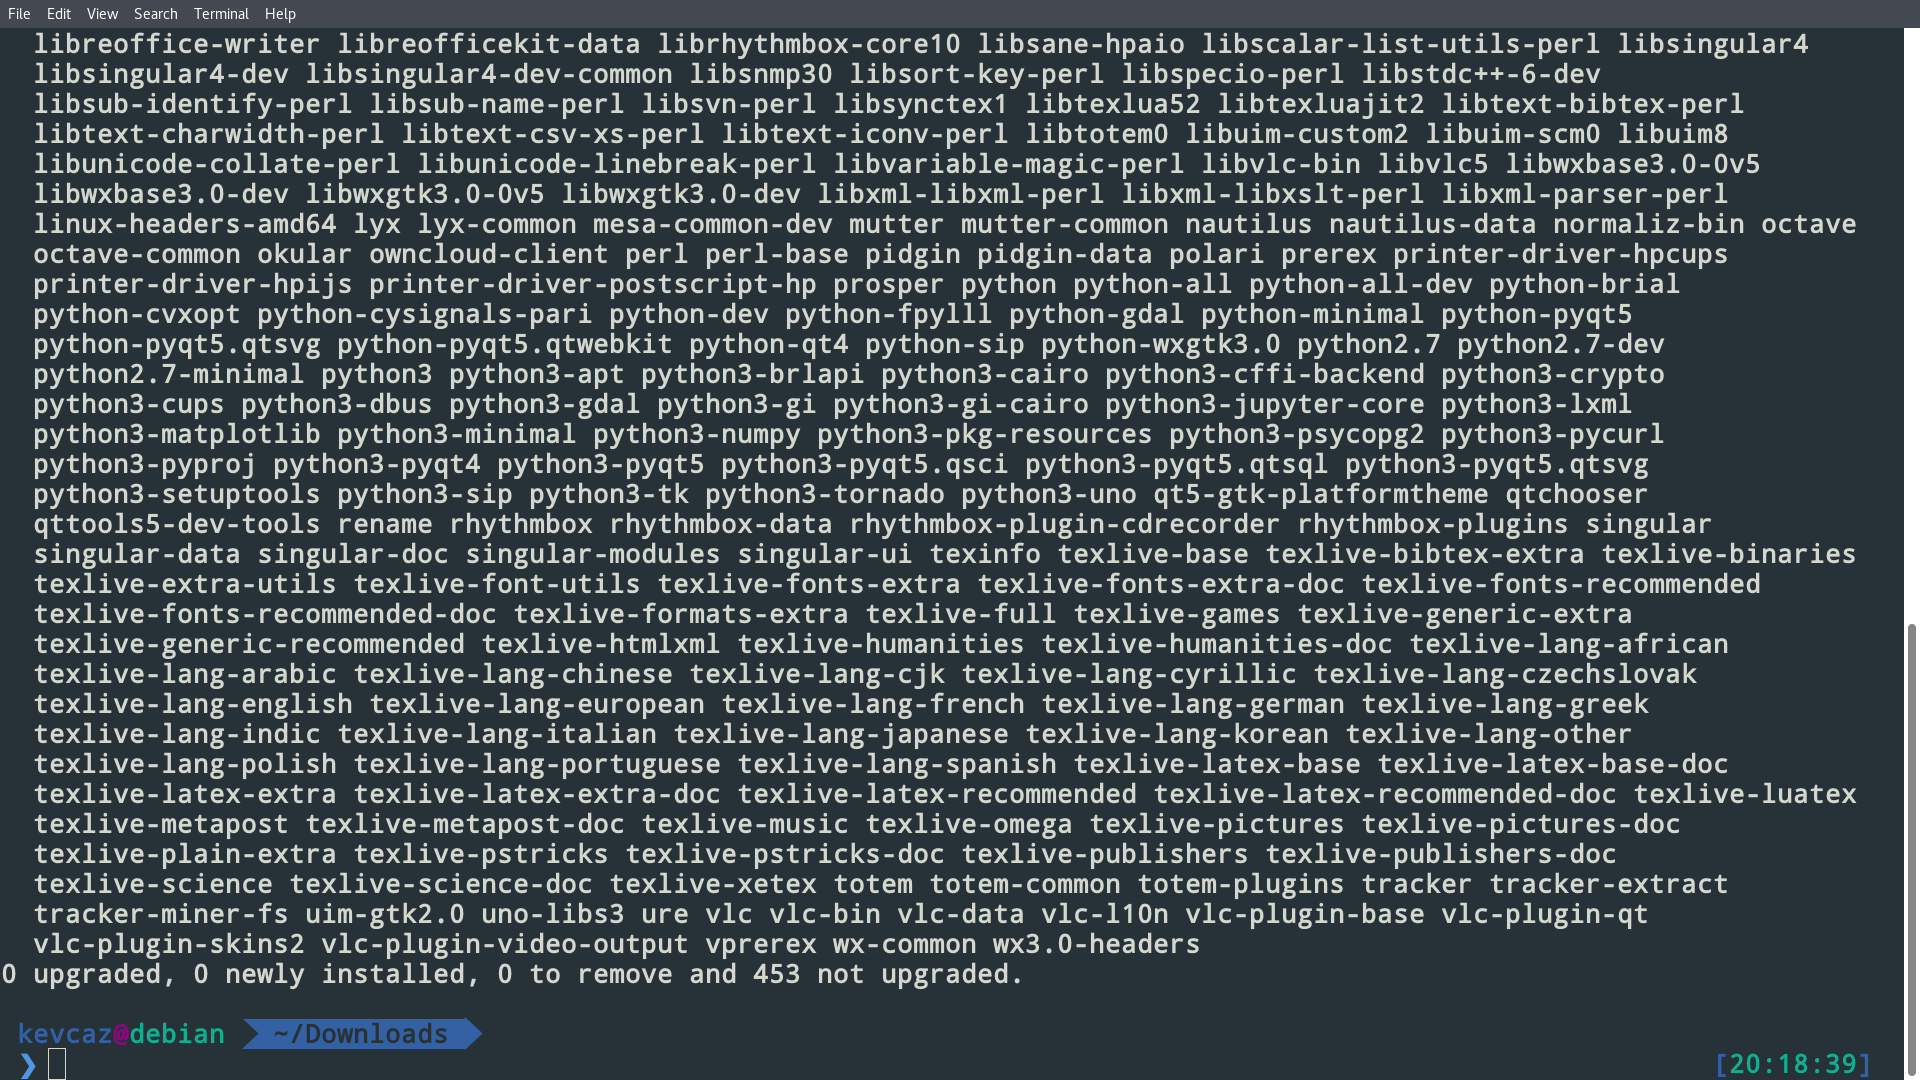 File Edit View Search Terminal Help
libreoffice-writer libreofficekit-data librhythmbox-core10 libsane-hpaio libscalar-list-utils-perl libsingular4
libsingular4-dev libsingular4-dev-common libsnmp30 libsort-key-perl libspecio-perl libstdc++-6-dev
libsub-identify-perl libsub-name-perl libsvn-perl libsynctex1 libtexlua52 libtexluajit2 libtext-bibtex-perl
libtext-charwidth-perl libtext-csv-xs-perl libtext-iconv-perl libtotem0 libuim-custom2 libuim-scm0 libuim8
libunicode-collate-perl libunicode-linebreak-perl libvariable-magic-perl libvlc-bin libvlc5 libwxbase3.0-0v5
libwxbase3.0-dev libwxgtk3.0-0v5 libwxgtk3.0-dev libxml-libxml-perl libxml-libxslt-perl libxml-parser-perl
linux-headers-amd64 lyx lyx-common mesa-common-dev mutter mutter-common nautilus nautilus-data normaliz-bin octave
octave-common okular owncloud-client perl perl-base pidgin pidgin-data polari prerex printer-driver-hpcups
printer-driver-hpijs printer-driver-postscript-hp prosper python python-all python-all-dev python-brial
python-cvxopt python-cysignals-pari python-dev python-fpylll python-gdal python-minimal python-pyqt5
python-pyqt5.qtsvg python-pyqt5.qtwebkit python-qt4 python-sip python-wxgtk3.0 python2.7 python2.7-dev
python2.7-minimal python3 python3-apt python3-brlapi python3-cairo python3-cffi-backend python3-crypto
python3-cups python3-dbus python3-gdal python3-gi python3-gi-cairo python3-jupyter-core python3-lxml
python3-matplotlib python3-minimal python3-numpy python3-pkg-resources python3-psycopg2 python3-pycurl
python3-pyproj python3-pyqt4 python3-pyqt5 python3-pyqt5.qsci python3-pyqt5.qtsql python3-pyqt5.qtsvg
python3-setuptools python3-sip python3-tk python3-tornado python3-uno qt5-gtk-platformtheme qtchooser
qttools5-dev-tools rename rhythmbox rhythmbox-data rhythmbox-plugin-cdrecorder rhythmbox-plugins singular
singular-data singular-doc singular-modules singular-ui texinfo texlive-base texlive-bibtex-extra texlive-binaries
texlive-extra-utils texlive-font-utils texlive-fonts-extra texlive-fonts-extra-doc texlive-fonts-recommended
texlive-fonts-recommended-doc texlive-formats-extra texlive-full texlive-games texlive-generic-extra
texlive-generic-recommended texlive-htmlxml texlive-humanities texlive-humanities-doc texlive-lang-african
texlive-lang-arabic texlive-lang-chinese texlive-lang-cjk texlive-lang-cyrillic texlive-lang-czechslovak
texlive-lang-english texlive-lang-european texlive-lang-french texlive-lang-german texlive-lang-greek
texlive-lang-indic texlive-lang-italian texlive-lang-japanese texlive-lang-korean texlive-lang-other
texlive-lang-polish texlive-lang-portuguese texlive-lang-spanish texlive-latex-base texlive-latex-base-doc
texlive-latex-extra texlive-latex-extra-doc texlive-latex-recommended texlive-latex-recommended-doc texlive-luatex
texlive-metapost texlive-metapost-doc texlive-music texlive-omega texlive-pictures texlive-pictures-doc
texlive-plain-extra texlive-pstricks texlive-pstricks-doc texlive-publishers texlive-publishers-doc
texlive-science texlive-science-doc texlive-xetex totem totem-common totem-plugins tracker tracker-extract
tracker-miner-fs uim-gtk2.0 uno-libs3 ure vlc vlc-bin vlc-data vlc-l10n vlc-plugin-base vlc-plugin-qt
vlc-plugin-skins2 vlc-plugin-video-output vprerex wx-common wx3.0-headers
0 upgraded, 0 newly installed, 0 to remove and 453 not upgraded.
kevcaz@debian ~/Downloads
❯ [20:18:39]